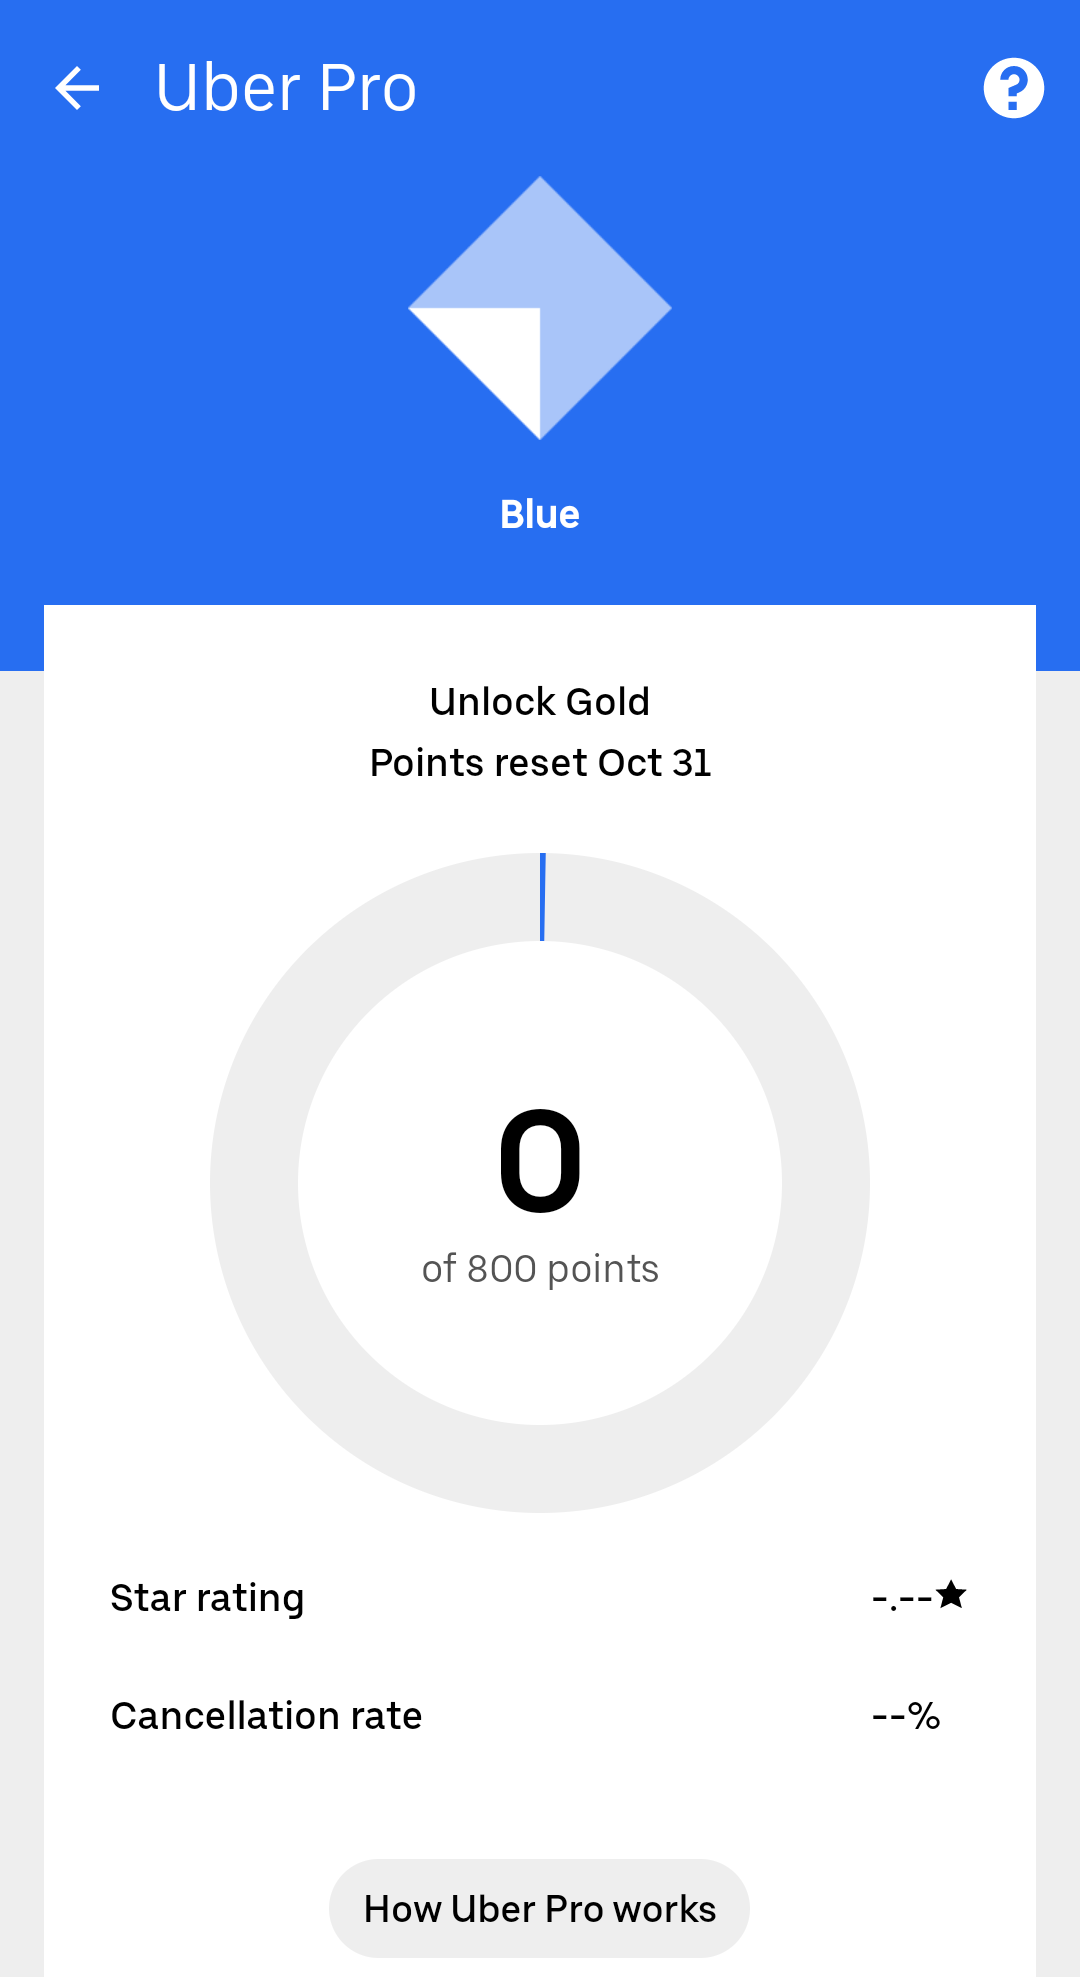 Uber Pro
?
Blue
Unlock Gold
Points reset Oct 31
0
of 800 points
Star rating -.--★
Cancellation rate --%
How Uber Pro works